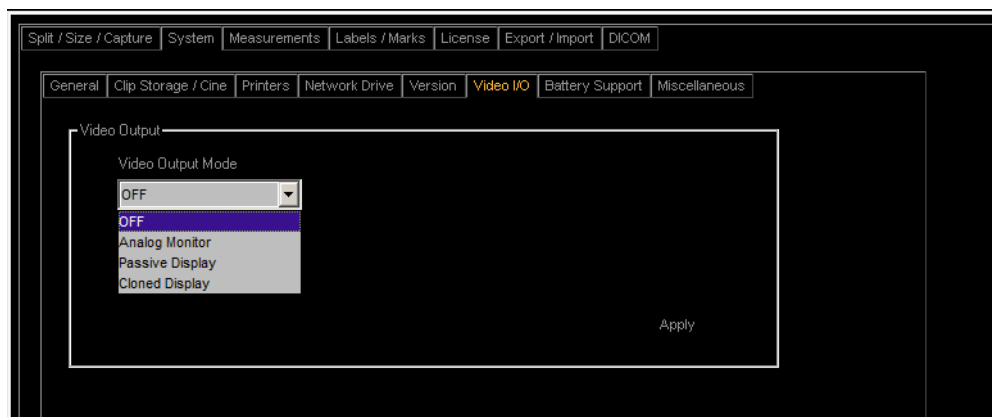 Split / Size / Capture System Measurements Labels / Marks License Export / Import DICOM
General Clip Storage / Cine Printers Network Drive Version Video I/O Battery Support Miscellaneous
Video Output
Video Output Mode
OFF
OFF
Analog Monitor
Passive Display
Cloned Display
Apply